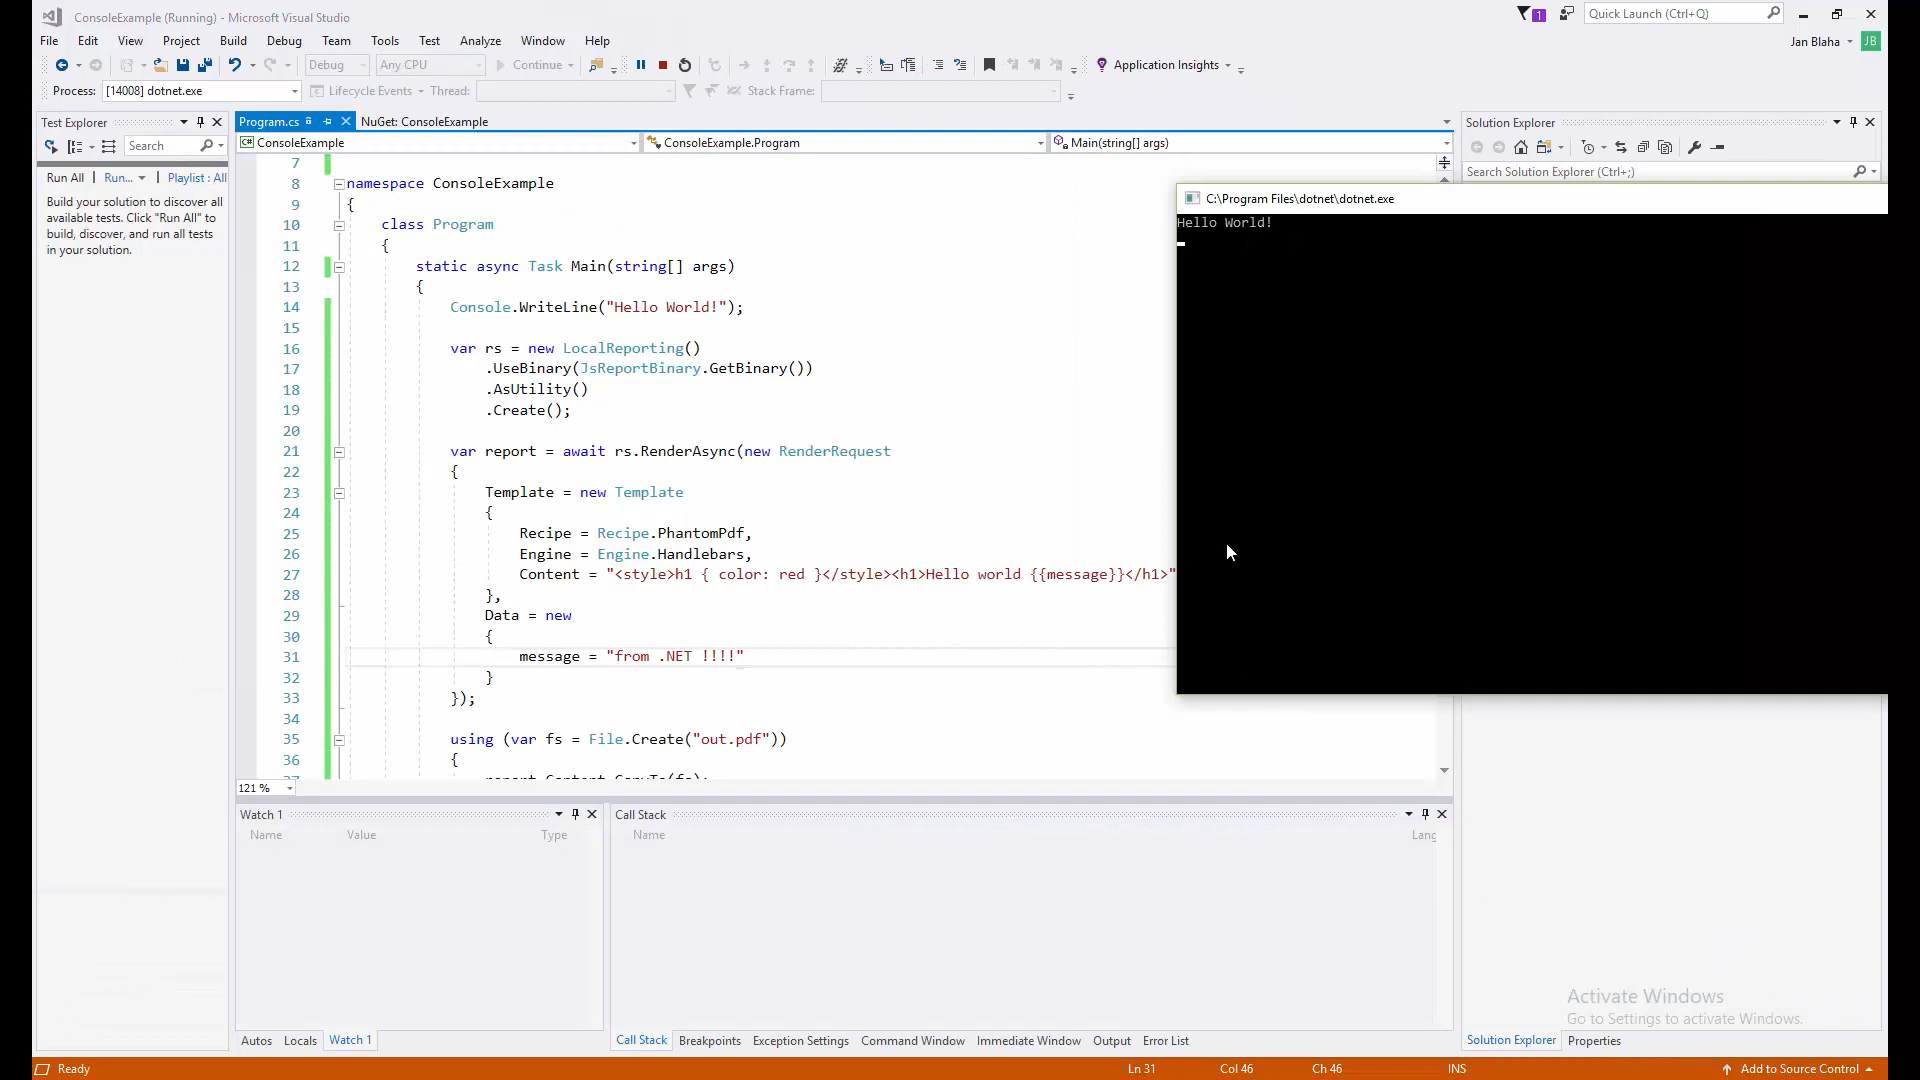 ConsoleExample (Running) - Microsoft Visual Studio
1
Quick Launch (Ctrl+Q)
File Edit View Project Build Debug Team Tools Test Analyze Window Help
Jan Blaha JB
Debug Any CPU Continue Application Insights
Process: [14008] dotnet.exe Lifecycle Events Thread: Stack Frame:
Test Explorer
Search
Run All Run... Playlist : All
Build your solution to discover all
available tests. Click "Run All" to
build, discover, and run all tests
in your solution.
Program.cs NuGet: ConsoleExample
C# ConsoleExample ConsoleExample.Program Main(string[] args)
7
8 namespace ConsoleExample
9 {
10 class Program
11 {
12 static async Task Main(string[] args)
13 {
14 Console.WriteLine("Hello World!");
15
16 var rs = new LocalReporting()
17 .UseBinary(JsReportBinary.GetBinary())
18 .AsUtility()
19 .Create();
20
21 var report = await rs.RenderAsync(new RenderRequest
22 {
23 Template = new Template
24 {
25 Recipe = Recipe.PhantomPdf,
26 Engine = Engine.Handlebars,
27 Content = "<style>h1 { color: red }</style><h1>Hello world {{message}}</h1>"
28 },
29 Data = new
30 {
31 message = "from .NET !!!!"
32 }
33 });
34
35 using (var fs = File.Create("out.pdf"))
36 {
37 report.Content.CopyTo(fs);
121 %
Solution Explorer
Search Solution Explorer (Ctrl+;)
C:\Program Files\dotnet\dotnet.exe
Hello World!
Watch 1
Name Value Type
Autos Locals Watch 1
Call Stack
Name Lang
Call Stack Breakpoints Exception Settings Command Window Immediate Window Output Error List
Activate Windows
Go to Settings to activate Windows.
Solution Explorer Properties
Ready Ln 31 Col 46 Ch 46 INS Add to Source Control